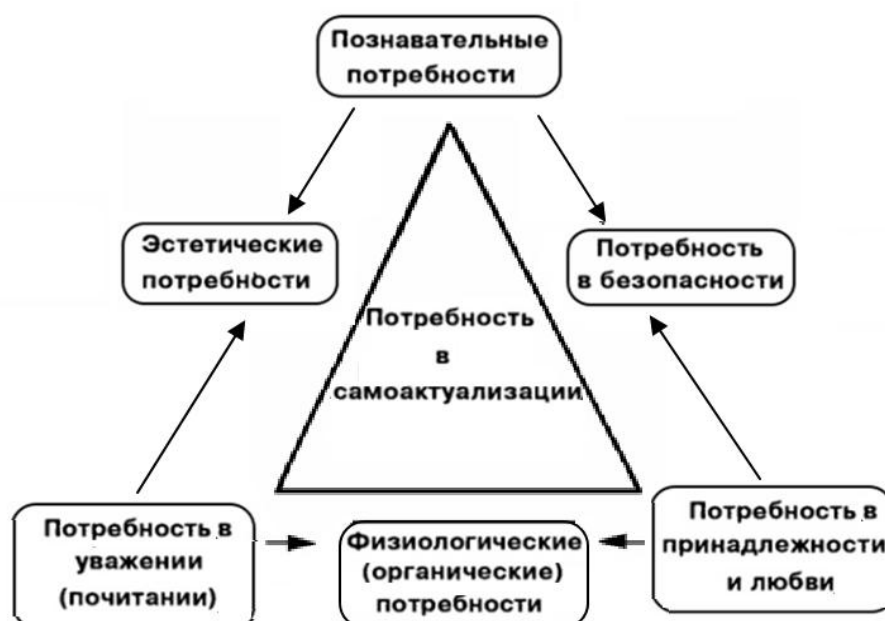 Познавательные
потребности
Эстетические
потребности
Потребность
в безопасности
Потребность
в
самоактуализации
Потребность в
уважении
(почитании)
Физиологические
(органические)
потребности
Потребность в
принадлежности
и любви